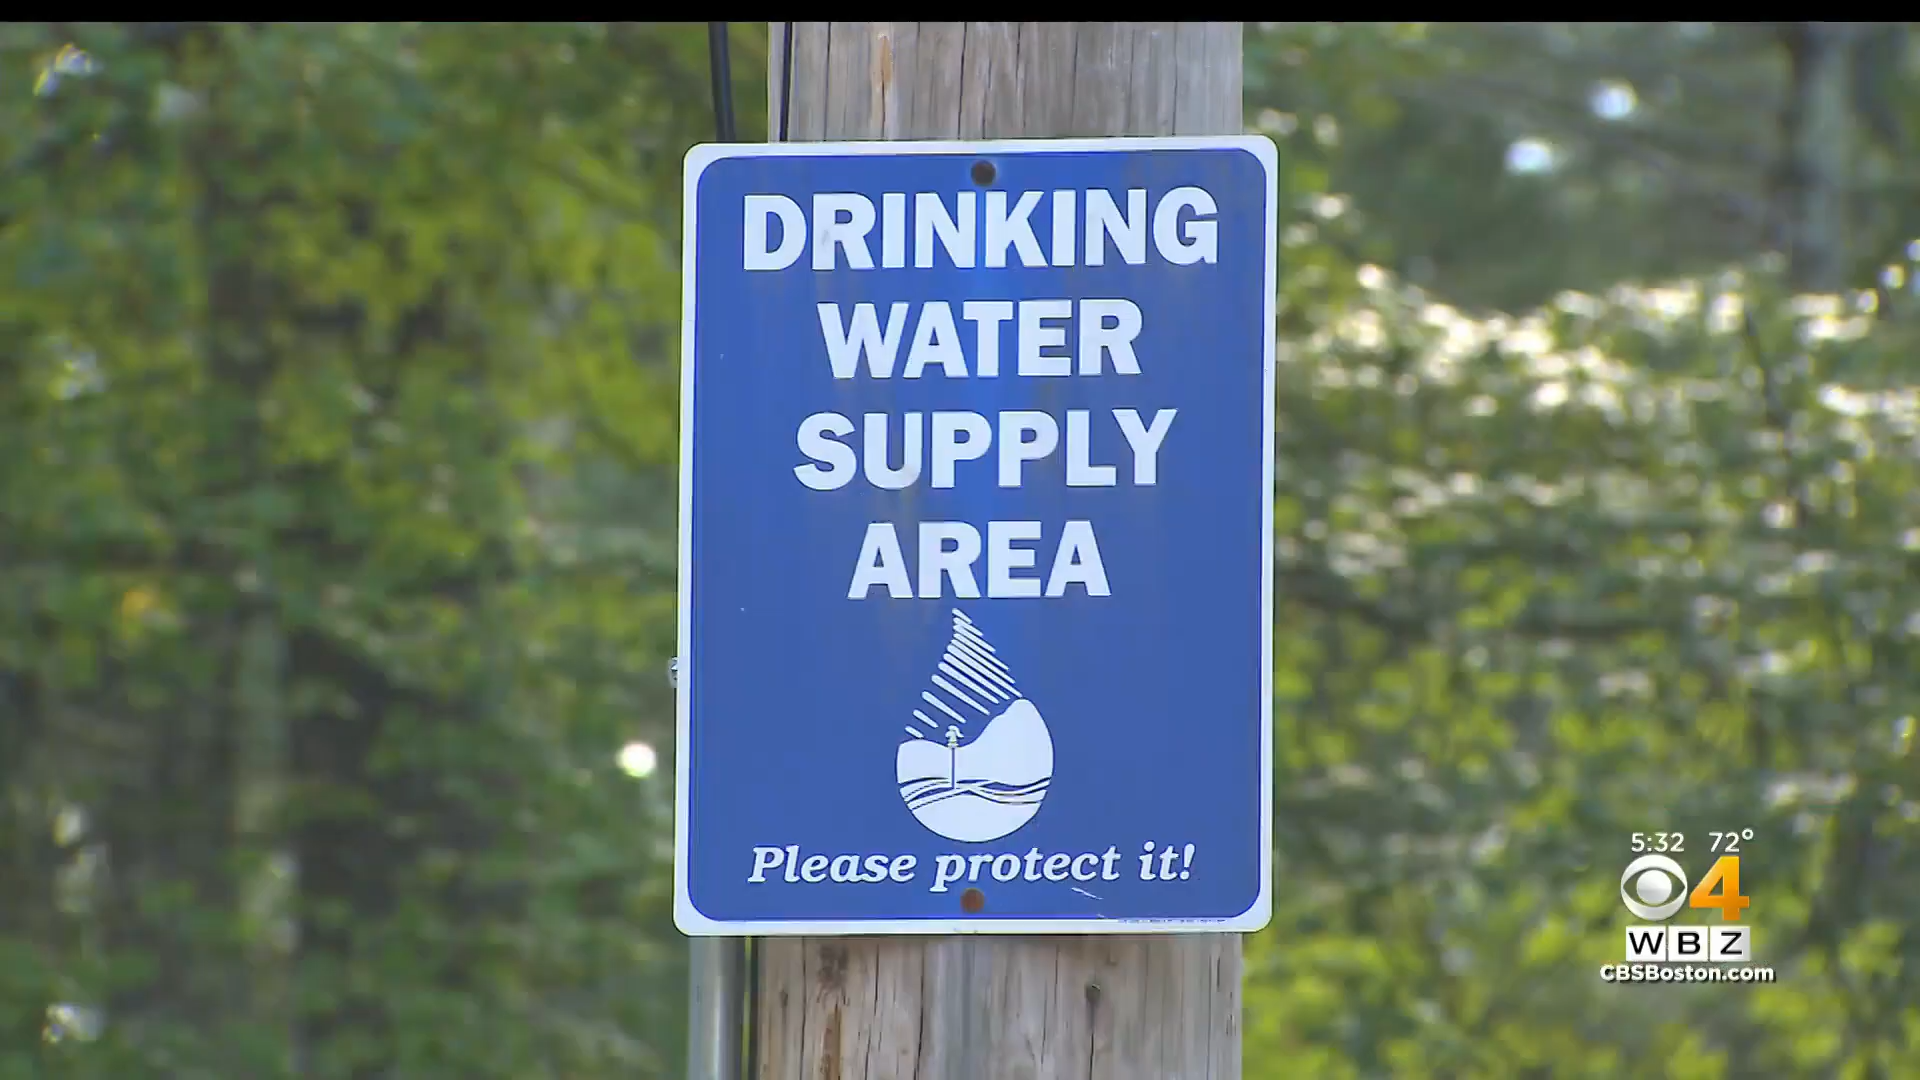 DRINKING
WATER
SUPPLY
AREA
Please protect it!
5:32 72°
4
WBZ
CBSBoston.com